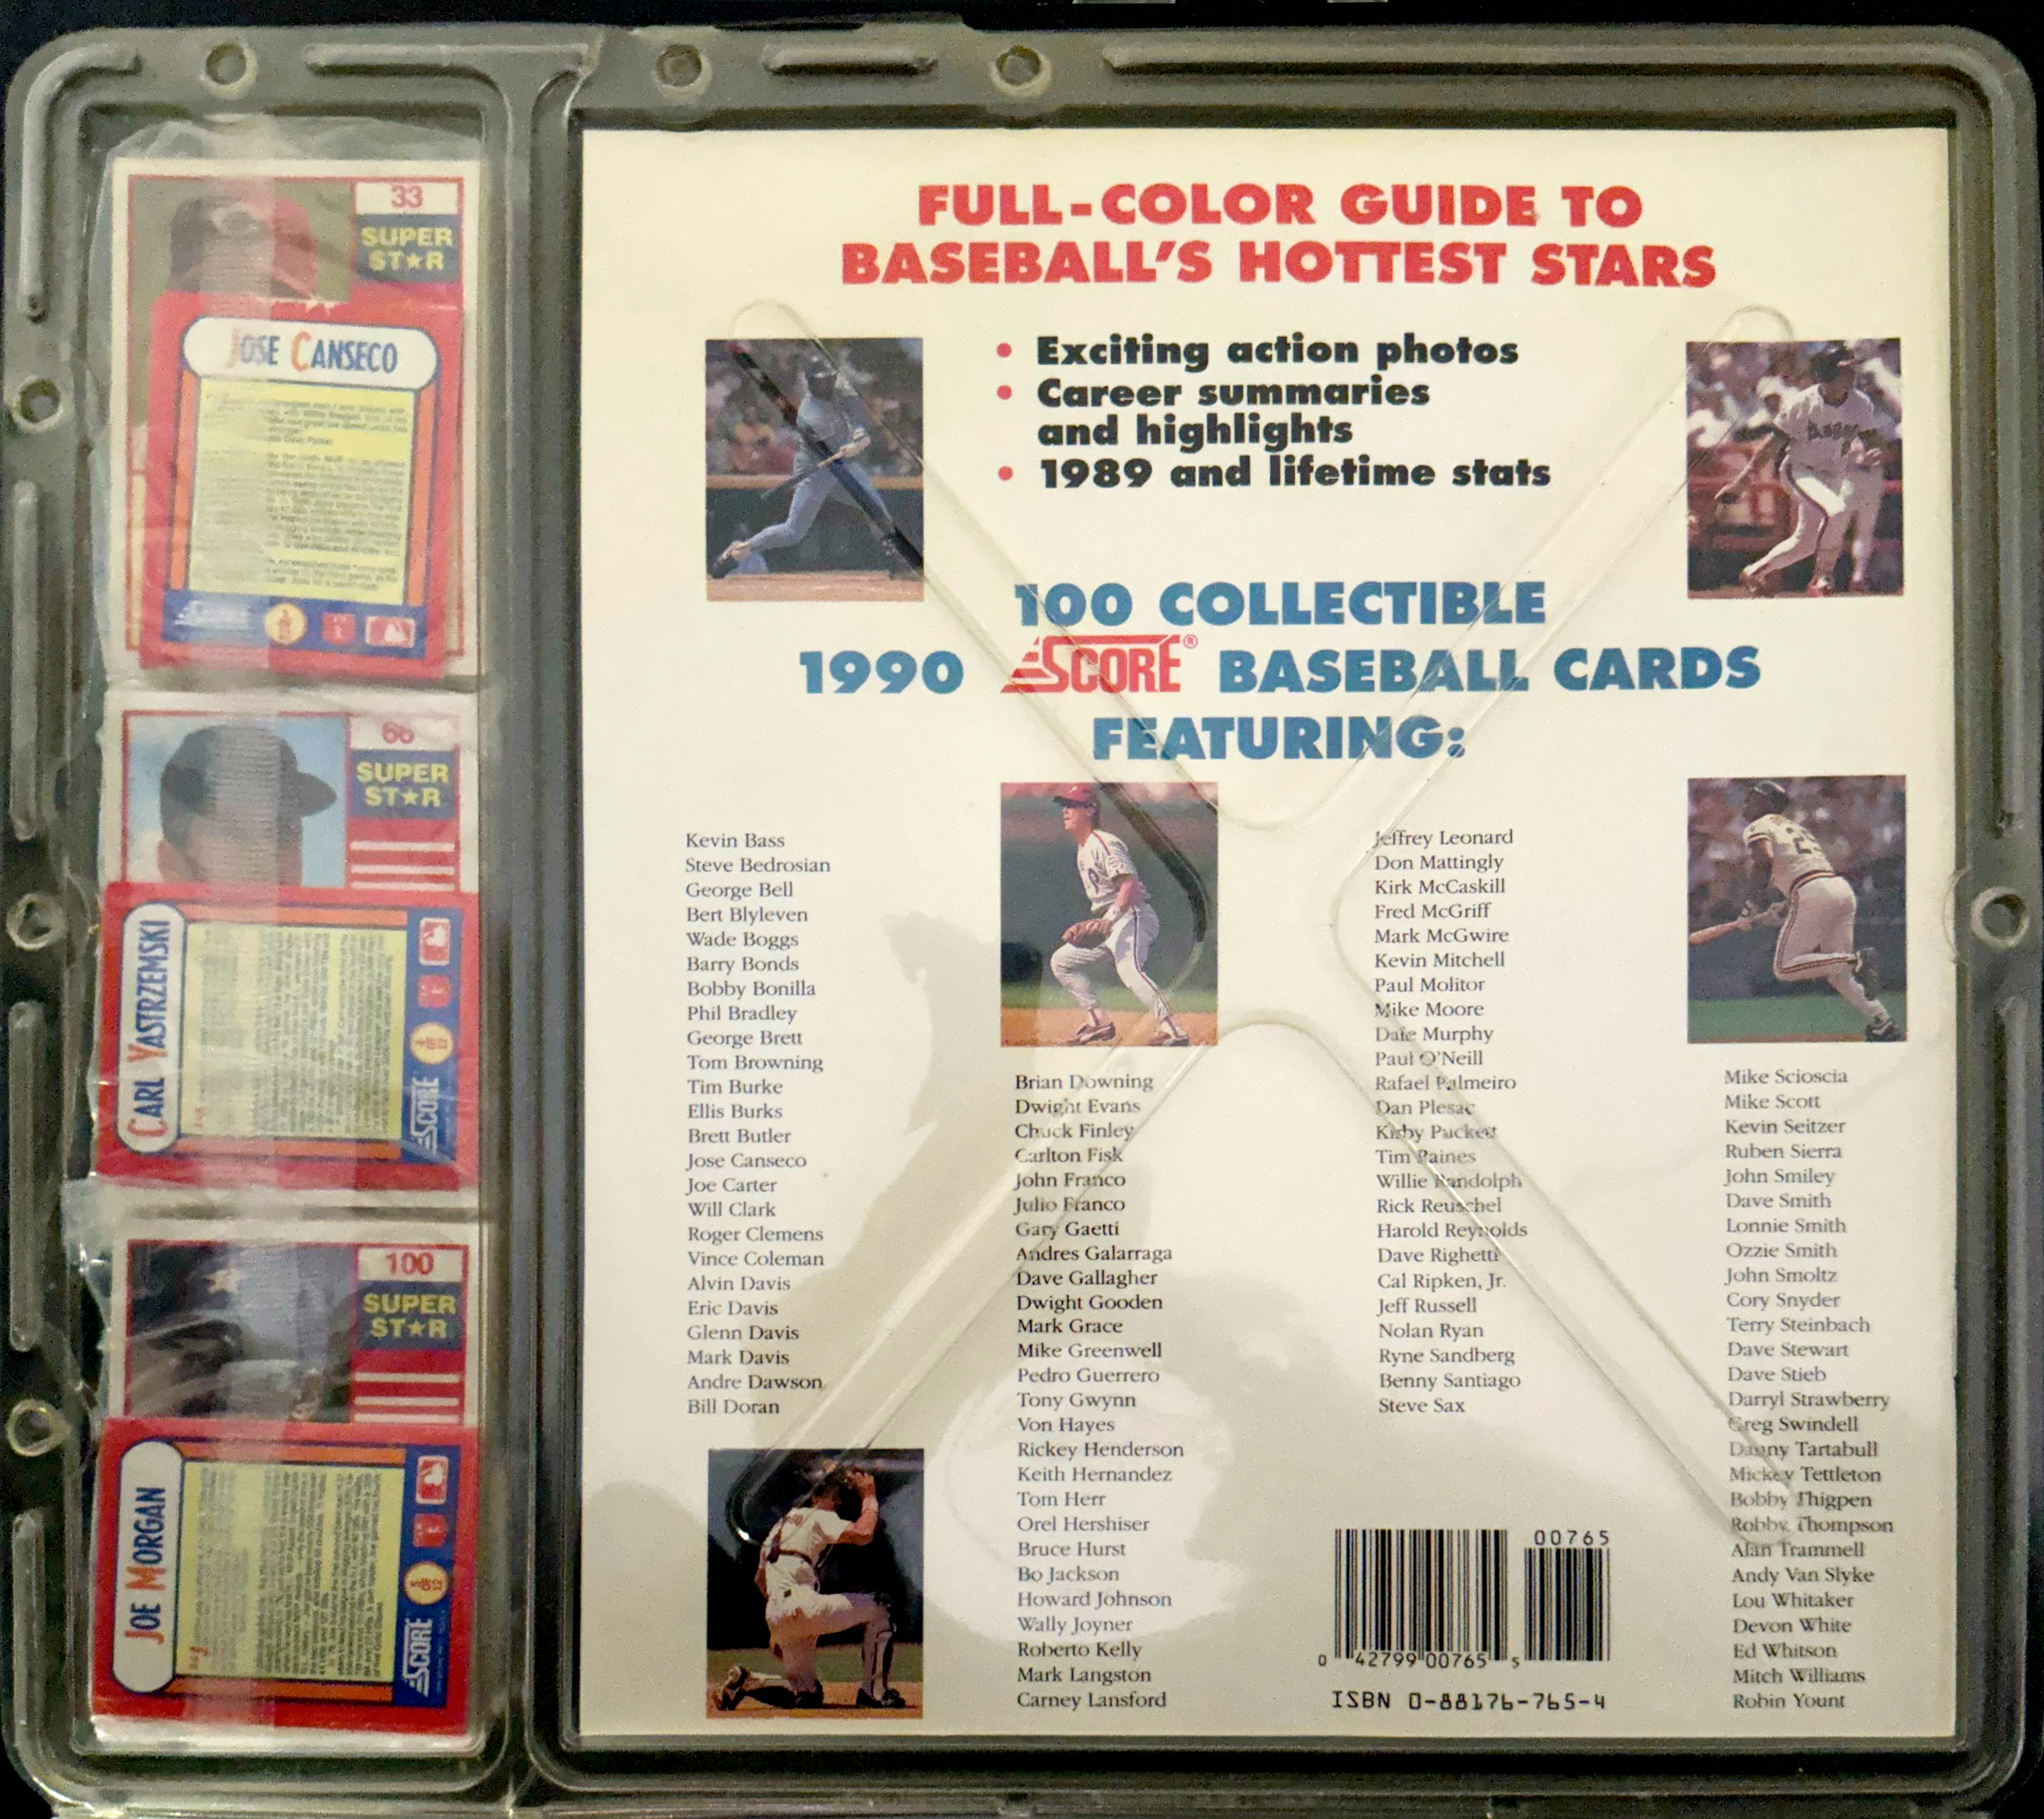 33
SUPER
ST★R
JOSE CANSECO
SCORE
66
SUPER
ST★R
CARL YASTRZEMSKI
SCORE
100
SUPER
ST★R
JOE MORGAN
SCORE
FULL-COLOR GUIDE TO
BASEBALL'S HOTTEST STARS
• Exciting action photos
• Career summaries
and highlights
• 1989 and lifetime stats
100 COLLECTIBLE
1990 SCORE® BASEBALL CARDS
FEATURING:
Kevin Bass
Steve Bedrosian
George Bell
Bert Blyleven
Wade Boggs
Barry Bonds
Bobby Bonilla
Phil Bradley
George Brett
Tom Browning
Tim Burke
Ellis Burks
Brett Butler
Jose Canseco
Joe Carter
Will Clark
Roger Clemens
Vince Coleman
Alvin Davis
Eric Davis
Glenn Davis
Mark Davis
Andre Dawson
Bill Doran
Brian Downing
Dwight Evans
Chuck Finley
Carlton Fisk
John Franco
Julio Franco
Gary Gaetti
Andres Galarraga
Dave Gallagher
Dwight Gooden
Mark Grace
Mike Greenwell
Pedro Guerrero
Tony Gwynn
Von Hayes
Rickey Henderson
Keith Hernandez
Tom Herr
Orel Hershiser
Bruce Hurst
Bo Jackson
Howard Johnson
Wally Joyner
Roberto Kelly
Mark Langston
Carney Lansford
Jeffrey Leonard
Don Mattingly
Kirk McCaskill
Fred McGriff
Mark McGwire
Kevin Mitchell
Paul Molitor
Mike Moore
Dale Murphy
Paul O'Neill
Rafael Palmeiro
Dan Plesac
Kirby Puckett
Tim Raines
Willie Randolph
Rick Reuschel
Harold Reynolds
Dave Righetti
Cal Ripken, Jr.
Jeff Russell
Nolan Ryan
Ryne Sandberg
Benny Santiago
Steve Sax
Mike Scioscia
Mike Scott
Kevin Seitzer
Ruben Sierra
John Smiley
Dave Smith
Lonnie Smith
Ozzie Smith
John Smoltz
Cory Snyder
Terry Steinbach
Dave Stewart
Dave Stieb
Darryl Strawberry
Greg Swindell
Danny Tartabull
Mickey Tettleton
Bobby Thigpen
Robby Thompson
Alan Trammell
Andy Van Slyke
Lou Whitaker
Devon White
Ed Whitson
Mitch Williams
Robin Yount
00765
0 42799 00765 5
ISBN 0-88176-765-4